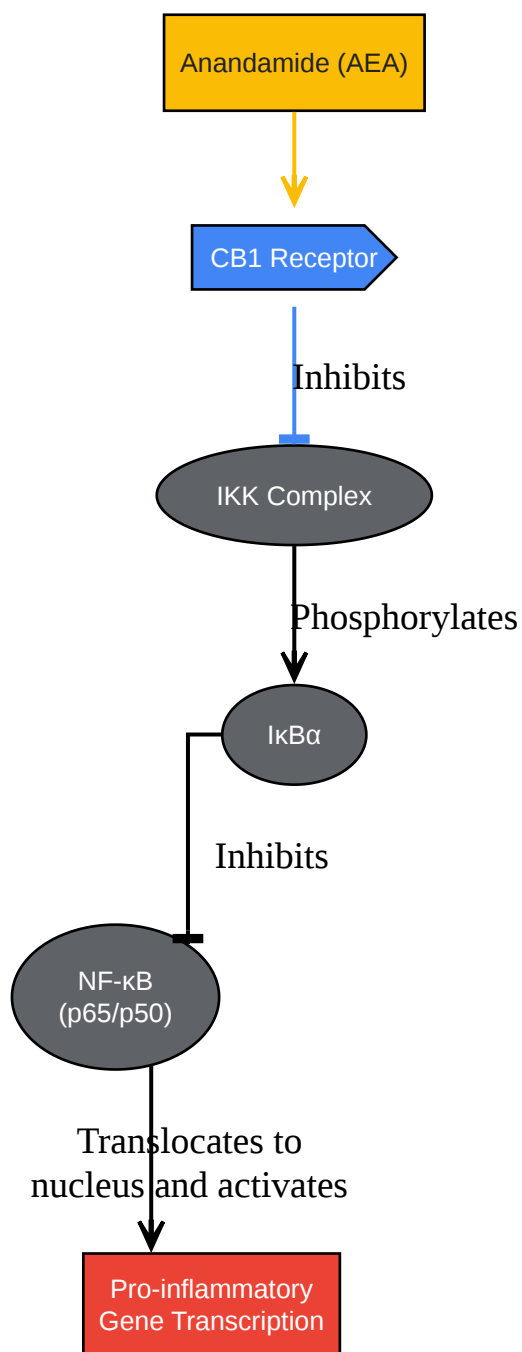 Anandamide (AEA)
CB1 Receptor
Inhibits
IKK Complex
Phosphorylates
IκBα
Inhibits
NF-κB
(p65/p50)
Translocates to
nucleus and activates
Pro-inflammatory
Gene Transcription